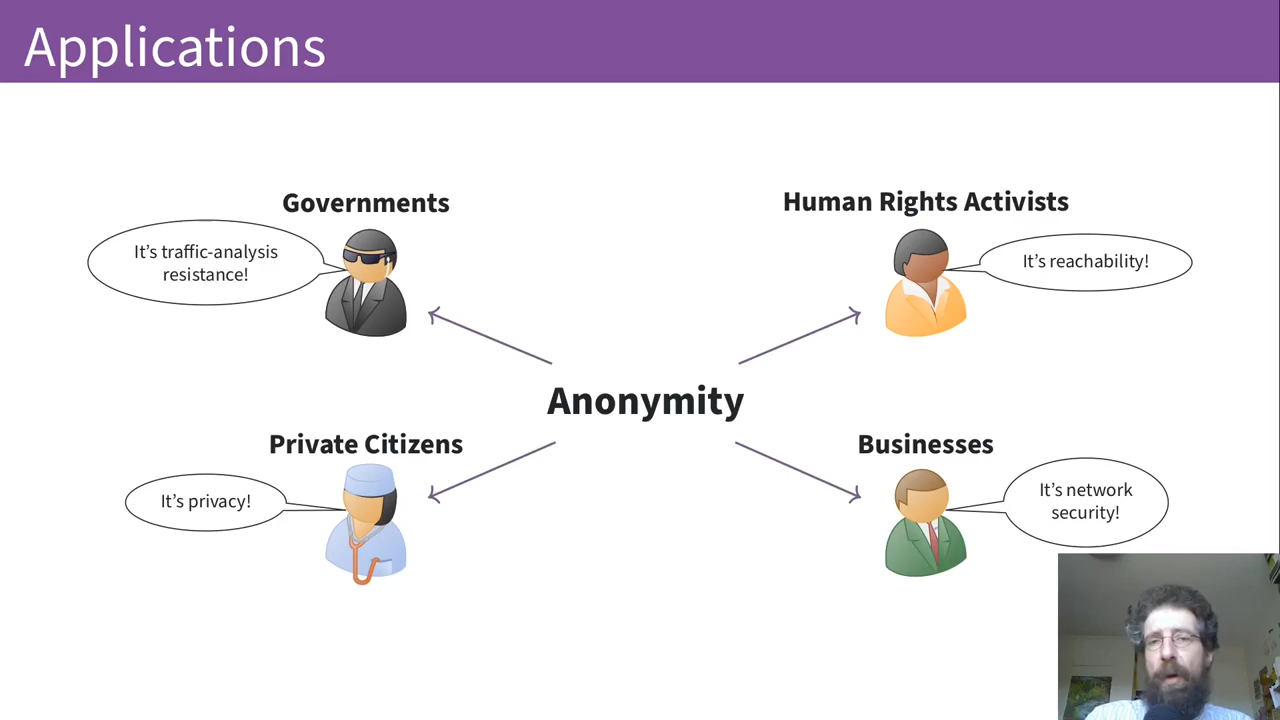 Applications
Governments
It’s traffic-analysis
resistance!
Human Rights Activists
It’s reachability!
Anonymity
Private Citizens
It’s privacy!
Businesses
It’s network
security!